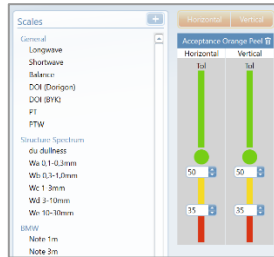 Scales
+
General
Longwave
Shortwave
Balance
DOI (Dorigon)
DOI (BYK)
PT
PTW
Structure Spectrum
du dullness
Wa 0,1-0,3mm
Wb 0,3-1,0mm
Wc 1-3mm
Wd 3-10mm
We 10-30mm
BMW
Note 1m
Note 3m
Horizontal Vertical
Acceptance Orange Peel
Horizontal Vertical
Tol Tol
50 50
35 35